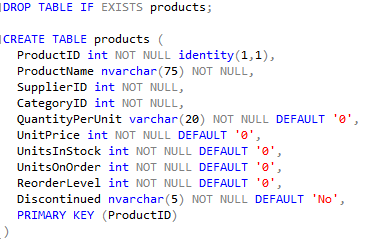 DROP TABLE IF EXISTS products;
CREATE TABLE products (
ProductID int NOT NULL identity(1,1),
ProductName nvarchar(75) NOT NULL,
SupplierID int NOT NULL,
CategoryID int NOT NULL,
QuantityPerUnit varchar(20) NOT NULL DEFAULT '0',
UnitPrice int NOT NULL DEFAULT '0',
UnitsInStock int NOT NULL DEFAULT '0',
UnitsOnOrder int NOT NULL DEFAULT '0',
ReorderLevel int NOT NULL DEFAULT '0',
Discontinued nvarchar(5) NOT NULL DEFAULT 'No',
PRIMARY KEY (ProductID)
)